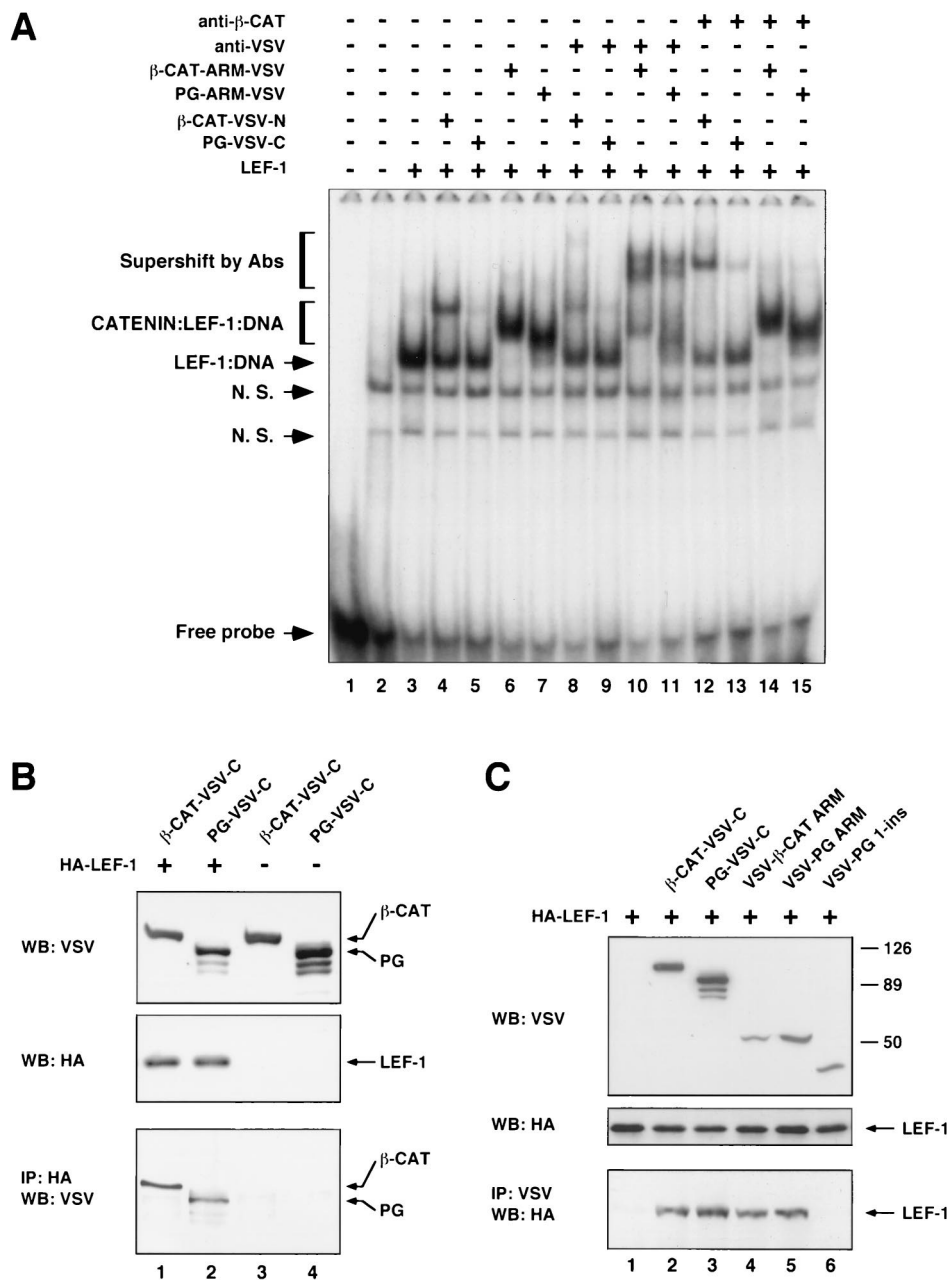 A
anti-β-CAT - - - - - - - - - - - + + + +
anti-VSV - - - - - - - + + + + - - - -
β-CAT-ARM-VSV - - - - - + - - - + - - - + -
PG-ARM-VSV - - - - - - + - - - + - - - +
β-CAT-VSV-N - - - + - - - + - - - + - - -
PG-VSV-C - - - - + - - - + - - - + - -
LEF-1 - - + + + + + + + + + + + + +
Supershift by Abs
CATENIN:LEF-1:DNA
LEF-1:DNA
N. S.
N. S.
Free probe
1 2 3 4 5 6 7 8 9 10 11 12 13 14 15
B
β-CAT-VSV-C
PG-VSV-C
β-CAT-VSV-C
PG-VSV-C
HA-LEF-1 + + - -
WB: VSV
β-CAT
PG
WB: HA
LEF-1
IP: HA
WB: VSV
β-CAT
PG
1 2 3 4
C
β-CAT-VSV-C
PG-VSV-C
VSV-β-CAT ARM
VSV-PG ARM
VSV-PG 1-ins
HA-LEF-1 + + + + + +
WB: VSV
126
89
50
WB: HA
LEF-1
IP: VSV
WB: HA
LEF-1
1 2 3 4 5 6